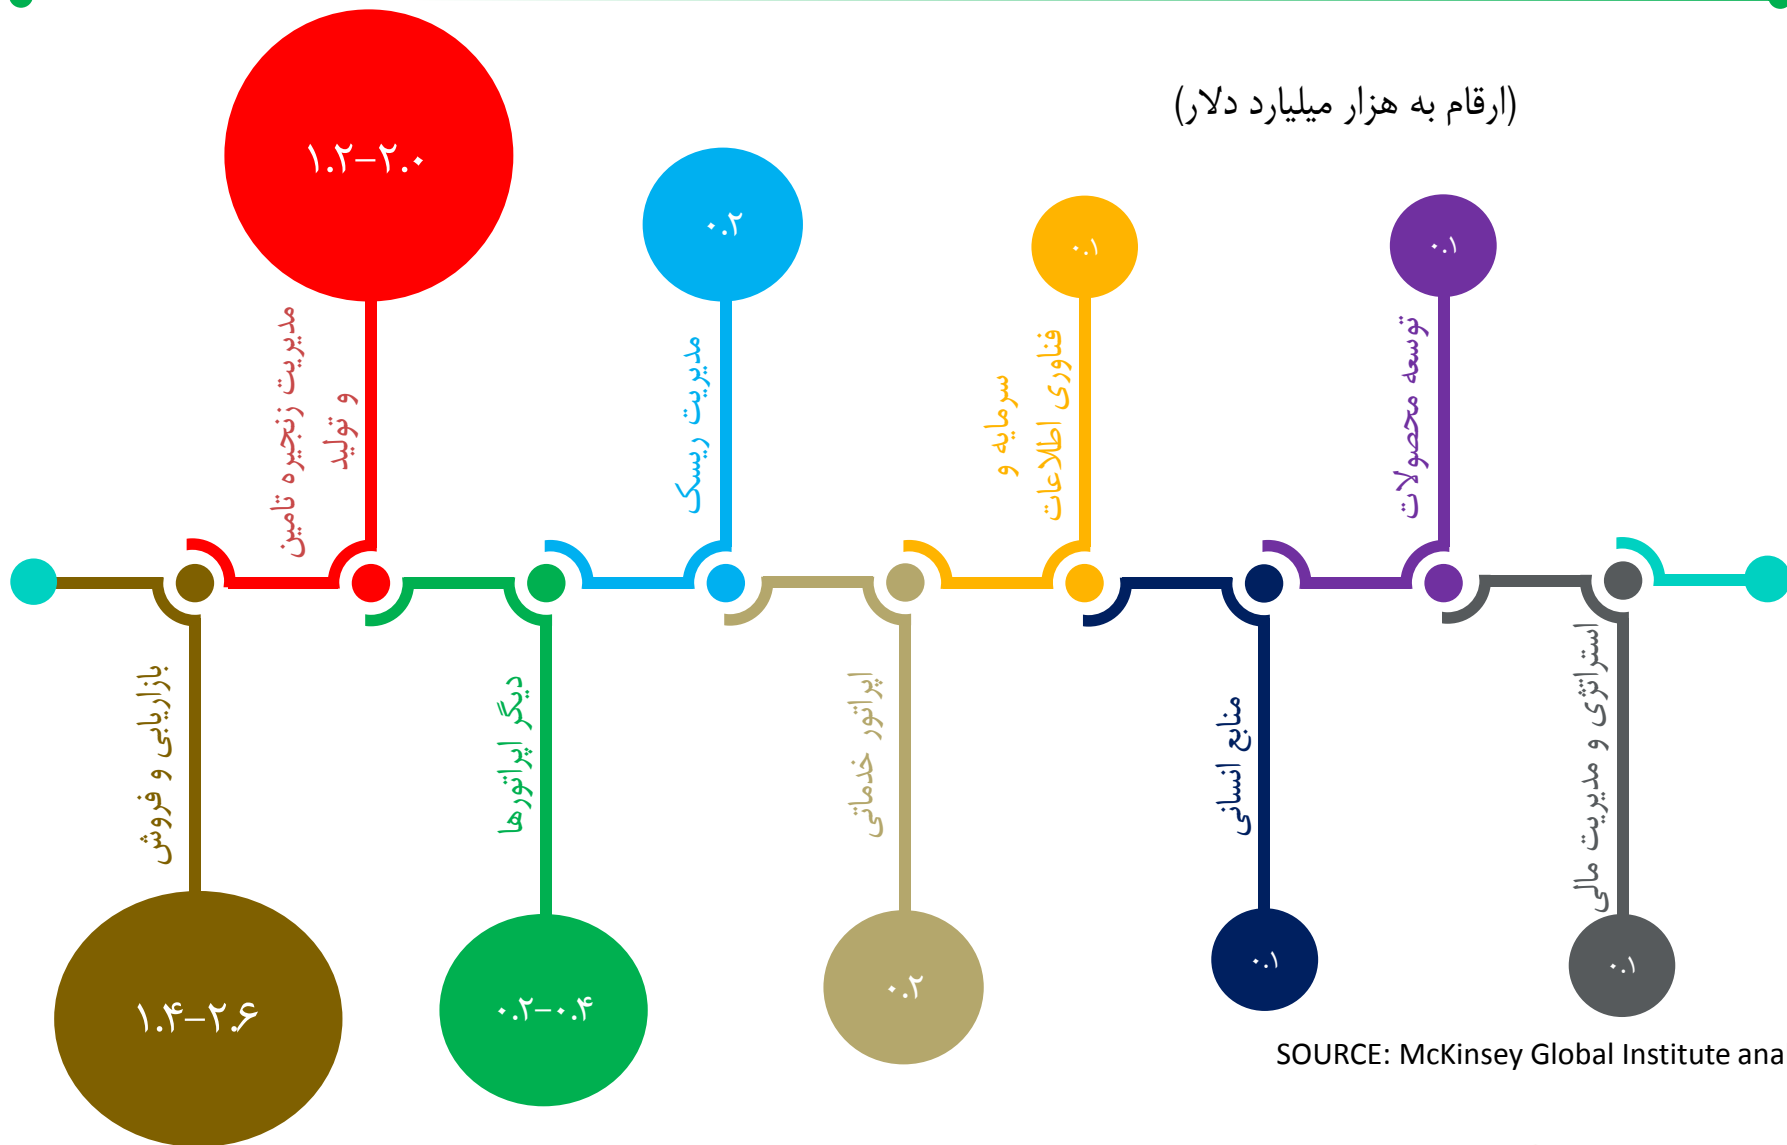 (ارقام به هزار میلیارد دلار)
۱.۲–۲.۰
۰.۲
۰.۱
۰.۱
مدیریت زنجیره تامین
و تولید
مدیریت ریسک
سرمایه و
فناوری اطلاعات
توسعه محصولات
بازاریابی و فروش
دیگر اپراتورها
اپراتور خدماتی
منابع انسانی
استراتژی و مدیریت مالی
۱.۴–۲.۶
۰.۲–۰.۴
۰.۲
۰.۱
۰.۱
SOURCE: McKinsey Global Institute ana